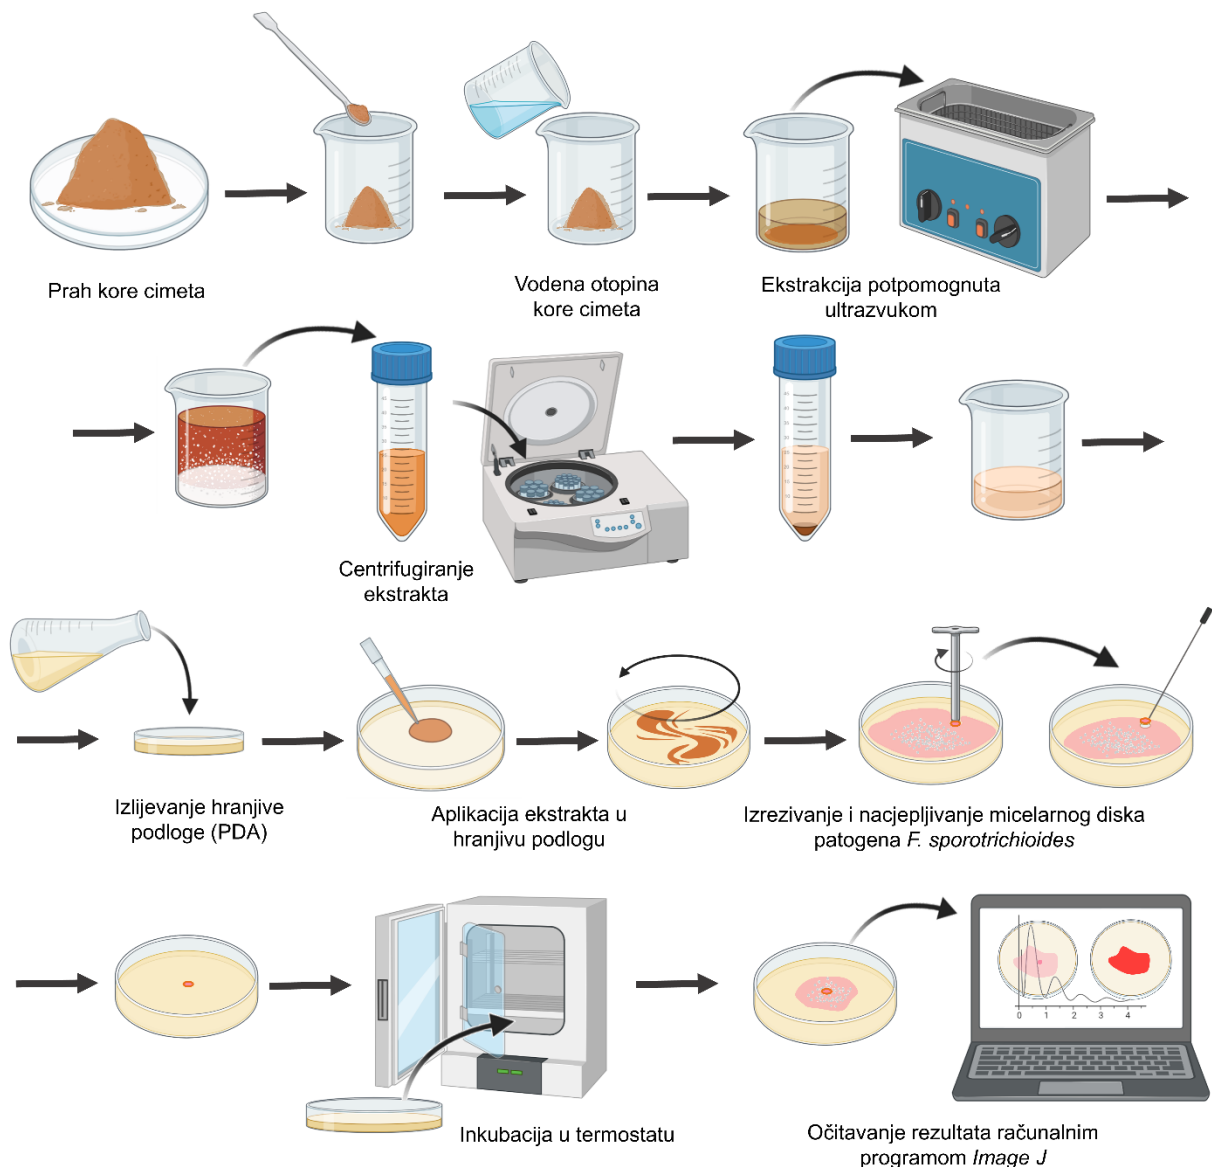 Prah kore cimeta
Vodena otopina
kore cimeta
Ekstrakcija potpomognuta
ultrazvukom
Centrifugiranje
ekstrakta
Izlijevanje hranjive
podloge (PDA)
Aplikacija ekstrakta u
hranjivu podlogu
Izrezivanje i nacjepljivanje micelarnog diska
patogena F. sporotrichioides
Inkubacija u termostatu
0 1 2 3 4
Očitavanje rezultata računalnim
programom Image J